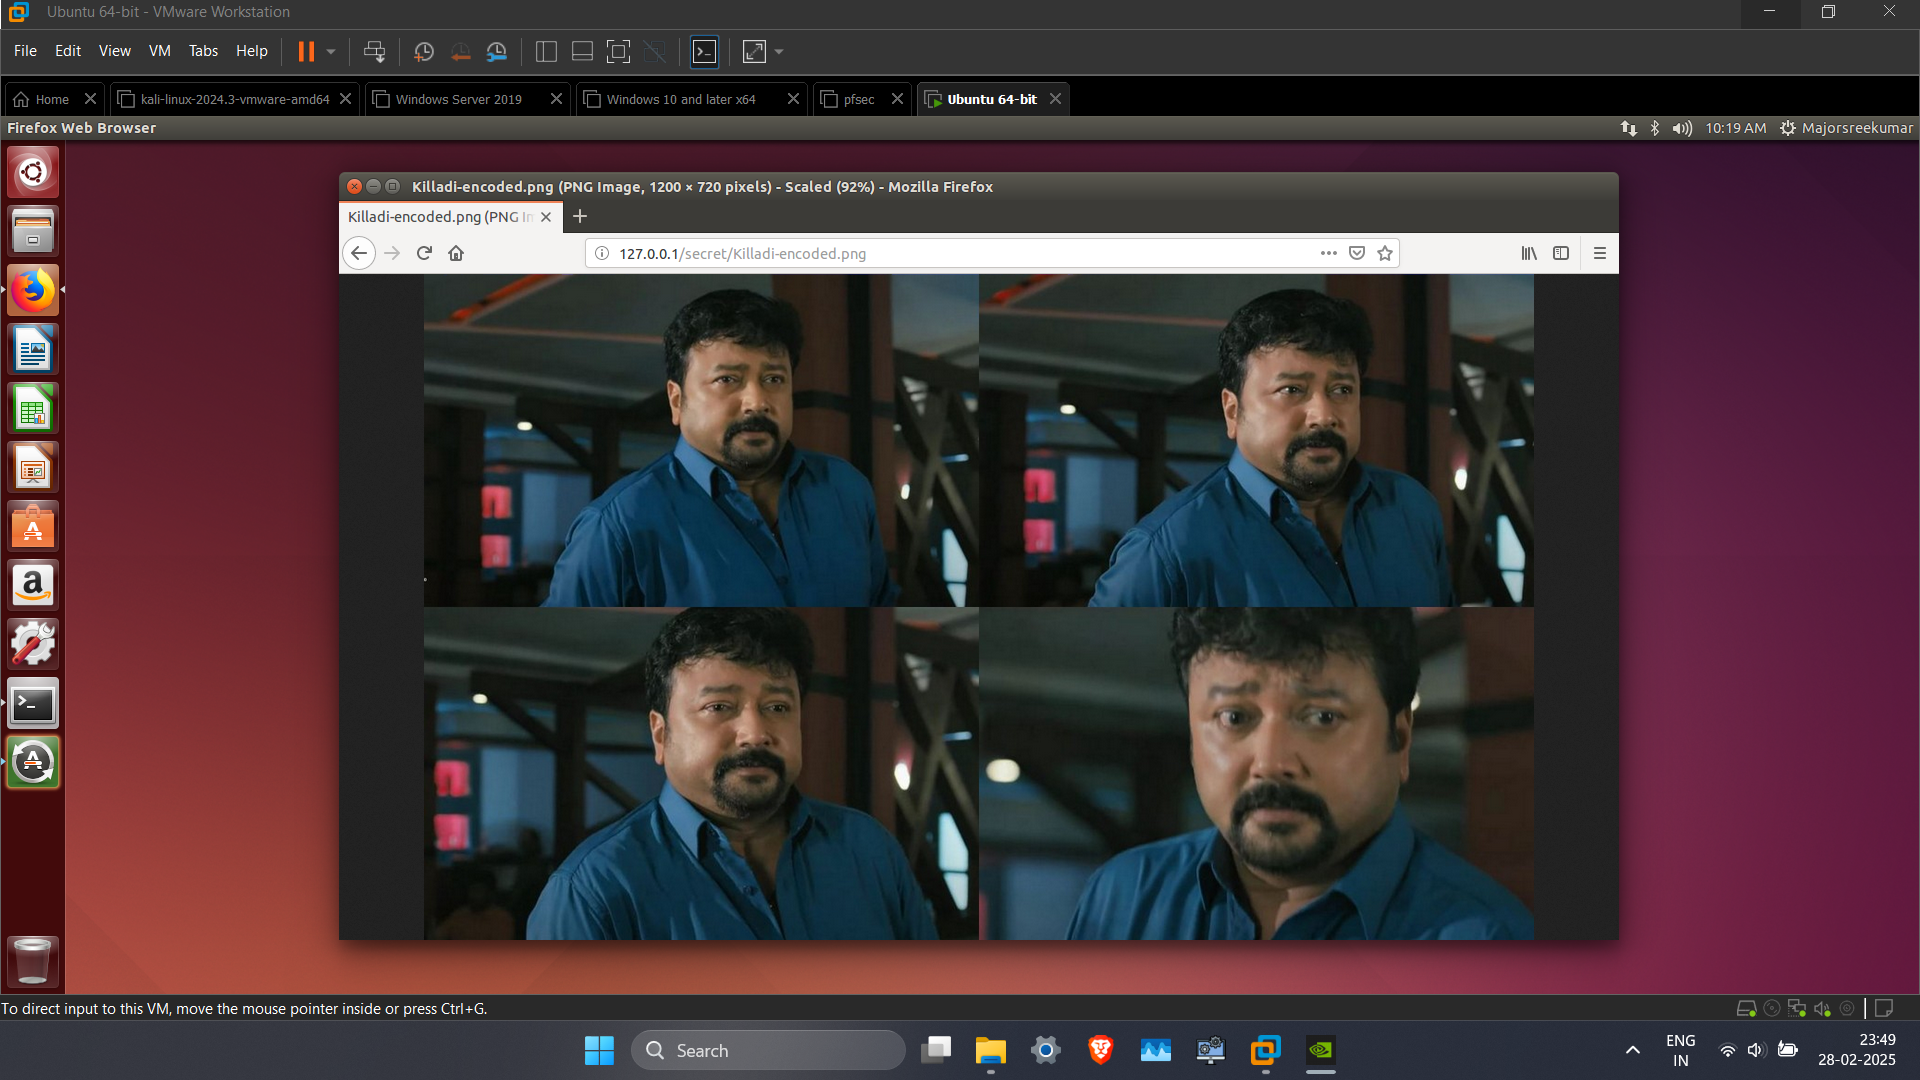 Ubuntu 64-bit - VMware Workstation
File Edit View VM Tabs Help
Home kali-linux-2024.3-vmware-amd64 Windows Server 2019 Windows 10 and later x64 pfsec Ubuntu 64-bit
Firefox Web Browser 10:19 AM Majorsreekumar
Killadi-encoded.png (PNG Image, 1200 × 720 pixels) - Scaled (92%) - Mozilla Firefox
Killadi-encoded.png (PNG In
127.0.0.1/secret/Killadi-encoded.png
To direct input to this VM, move the mouse pointer inside or press Ctrl+G.
Search
ENG
IN
23:49
28-02-2025